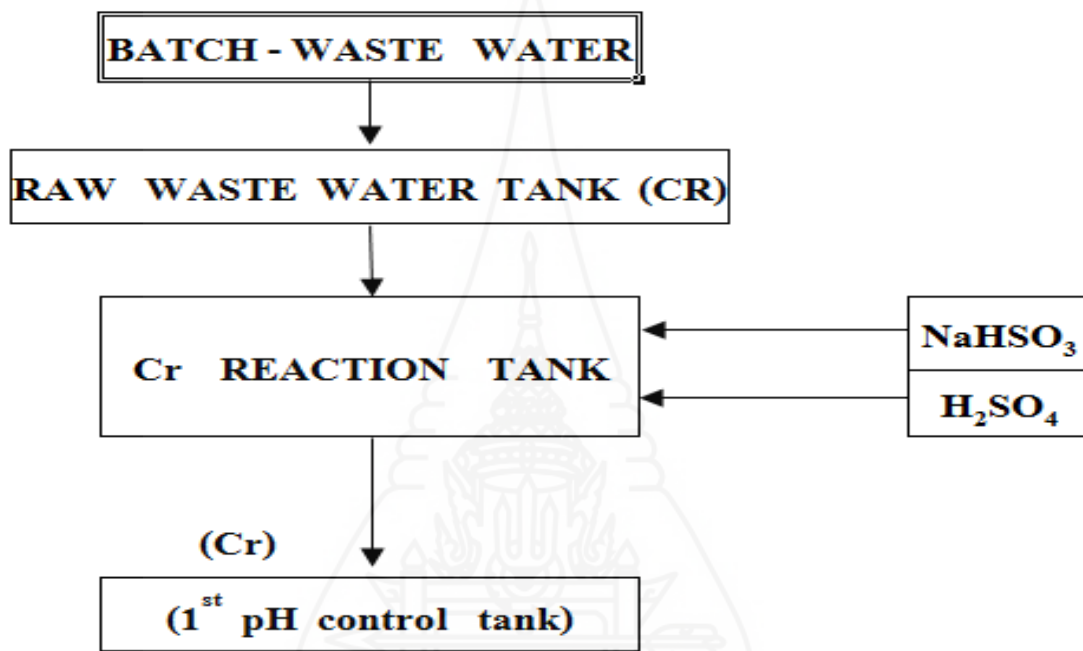 BATCH - WASTE WATER
RAW WASTE WATER TANK (CR)
Cr REACTION TANK
NaHSO₃
H₂SO₄
(Cr)
(1ˢᵗ pH control tank)